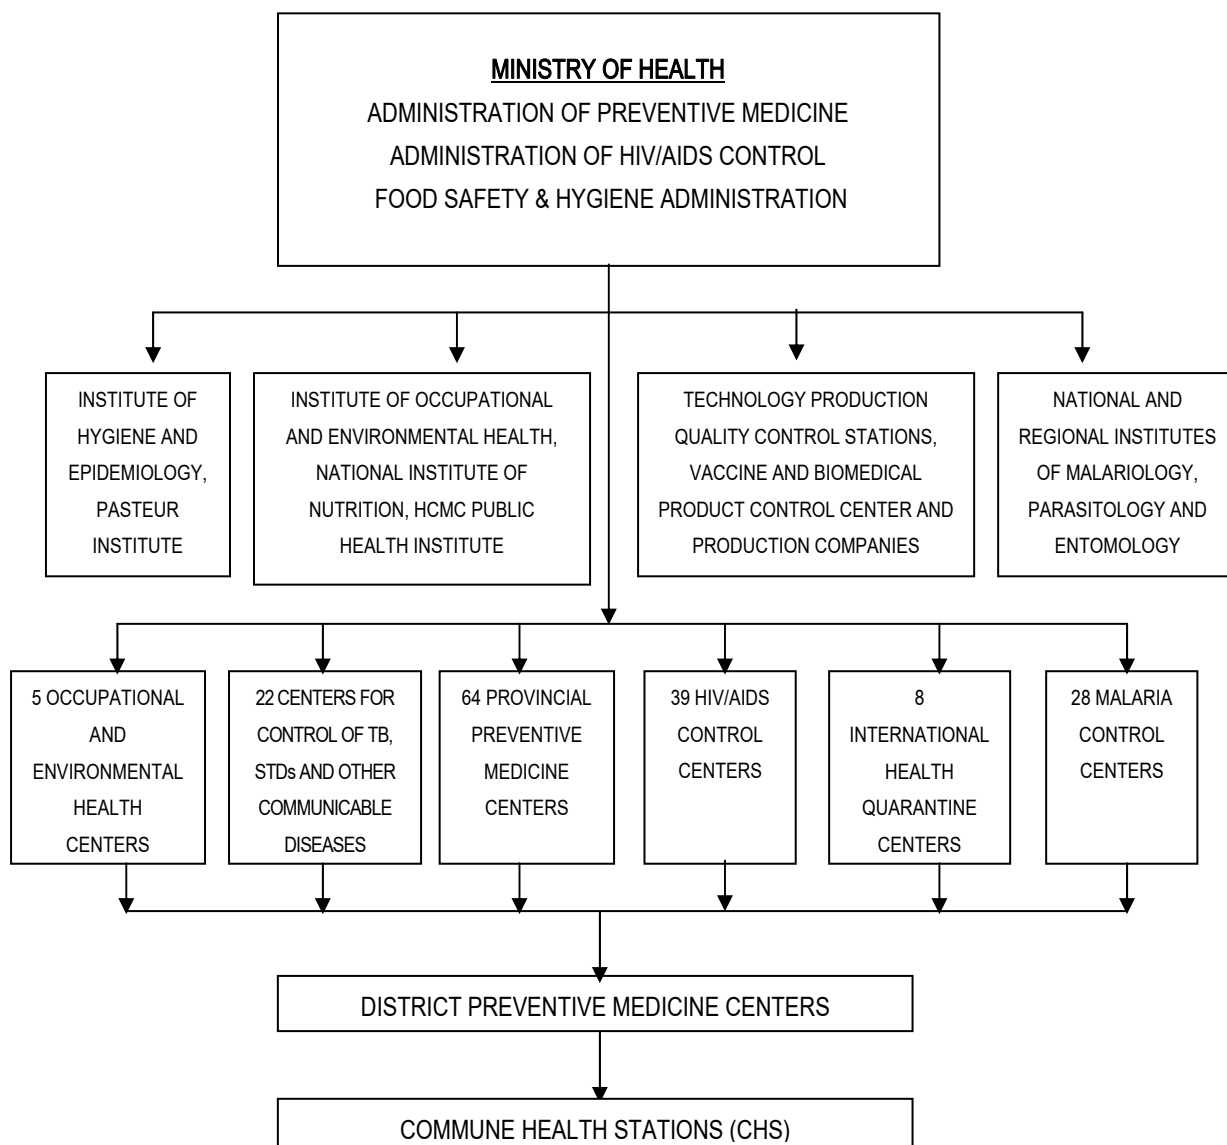 MINISTRY OF HEALTH
ADMINISTRATION OF PREVENTIVE MEDICINE
ADMINISTRATION OF HIV/AIDS CONTROL
FOOD SAFETY & HYGIENE ADMINISTRATION
INSTITUTE OF
HYGIENE AND
EPIDEMIOLOGY,
PASTEUR
INSTITUTE
INSTITUTE OF OCCUPATIONAL
AND ENVIRONMENTAL HEALTH,
NATIONAL INSTITUTE OF
NUTRITION, HCMC PUBLIC
HEALTH INSTITUTE
TECHNOLOGY PRODUCTION
QUALITY CONTROL STATIONS,
VACCINE AND BIOMEDICAL
PRODUCT CONTROL CENTER AND
PRODUCTION COMPANIES
NATIONAL AND
REGIONAL INSTITUTES
OF MALARIOLOGY,
PARASITOLOGY AND
ENTOMOLOGY
5 OCCUPATIONAL
AND
ENVIRONMENTAL
HEALTH
CENTERS
22 CENTERS FOR
CONTROL OF TB,
STDs AND OTHER
COMMUNICABLE
DISEASES
64 PROVINCIAL
PREVENTIVE
MEDICINE
CENTERS
39 HIV/AIDS
CONTROL
CENTERS
8
INTERNATIONAL
HEALTH
QUARANTINE
CENTERS
28 MALARIA
CONTROL
CENTERS
DISTRICT PREVENTIVE MEDICINE CENTERS
COMMUNE HEALTH STATIONS (CHS)